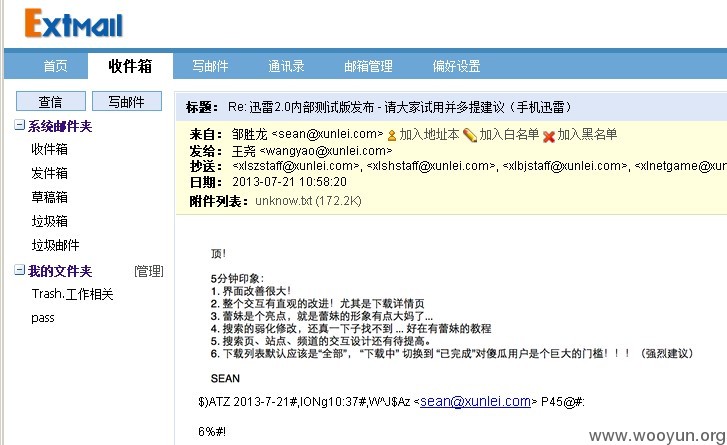 Extmail
首页 收件箱 写邮件 通讯录 邮箱管理 偏好设置
查信 写邮件
系统邮件夹
收件箱
发件箱
草稿箱
垃圾箱
垃圾邮件
我的文件夹 [管理]
Trash.工作相关
pass
标题: Re: 迅雷2.0内部测试版发布 - 请大家试用并多提建议（手机迅雷）
来自: 邹胜龙 <sean@xunlei.com> 加入地址本 加入白名单 加入黑名单
发给: 王尧 <wangyao@xunlei.com>
抄送: <xlszstaff@xunlei.com>, <xlshstaff@xunlei.com>, <xlbjstaff@xunlei.com>, <xlnetgame@xun
日期: 2013-07-21 10:58:20
附件列表: unknow.txt (172.2K)
顶!
5分钟印象:
1. 界面改善很大!
2. 整个交互有直观的改进！尤其是下载详情页
3. 蕾妹是个亮点，就是蕾妹的形象有点大妈了...
4. 搜索的弱化修改，还真一下子找不到 ... 好在有蕾妹的教程
5. 搜索页、站点、频道的交互设计还有待提高。
6. 下载列表默认应该是“全部”，“下载中” 切换到 “已完成”对傻瓜用户是个巨大的门槛！！！（强烈建议）
SEAN
$)ATZ 2013-7-21#,IONg10:37#,W^J$Az <sean@xunlei.com> P45@#:
6%#!
www.wooyun.org